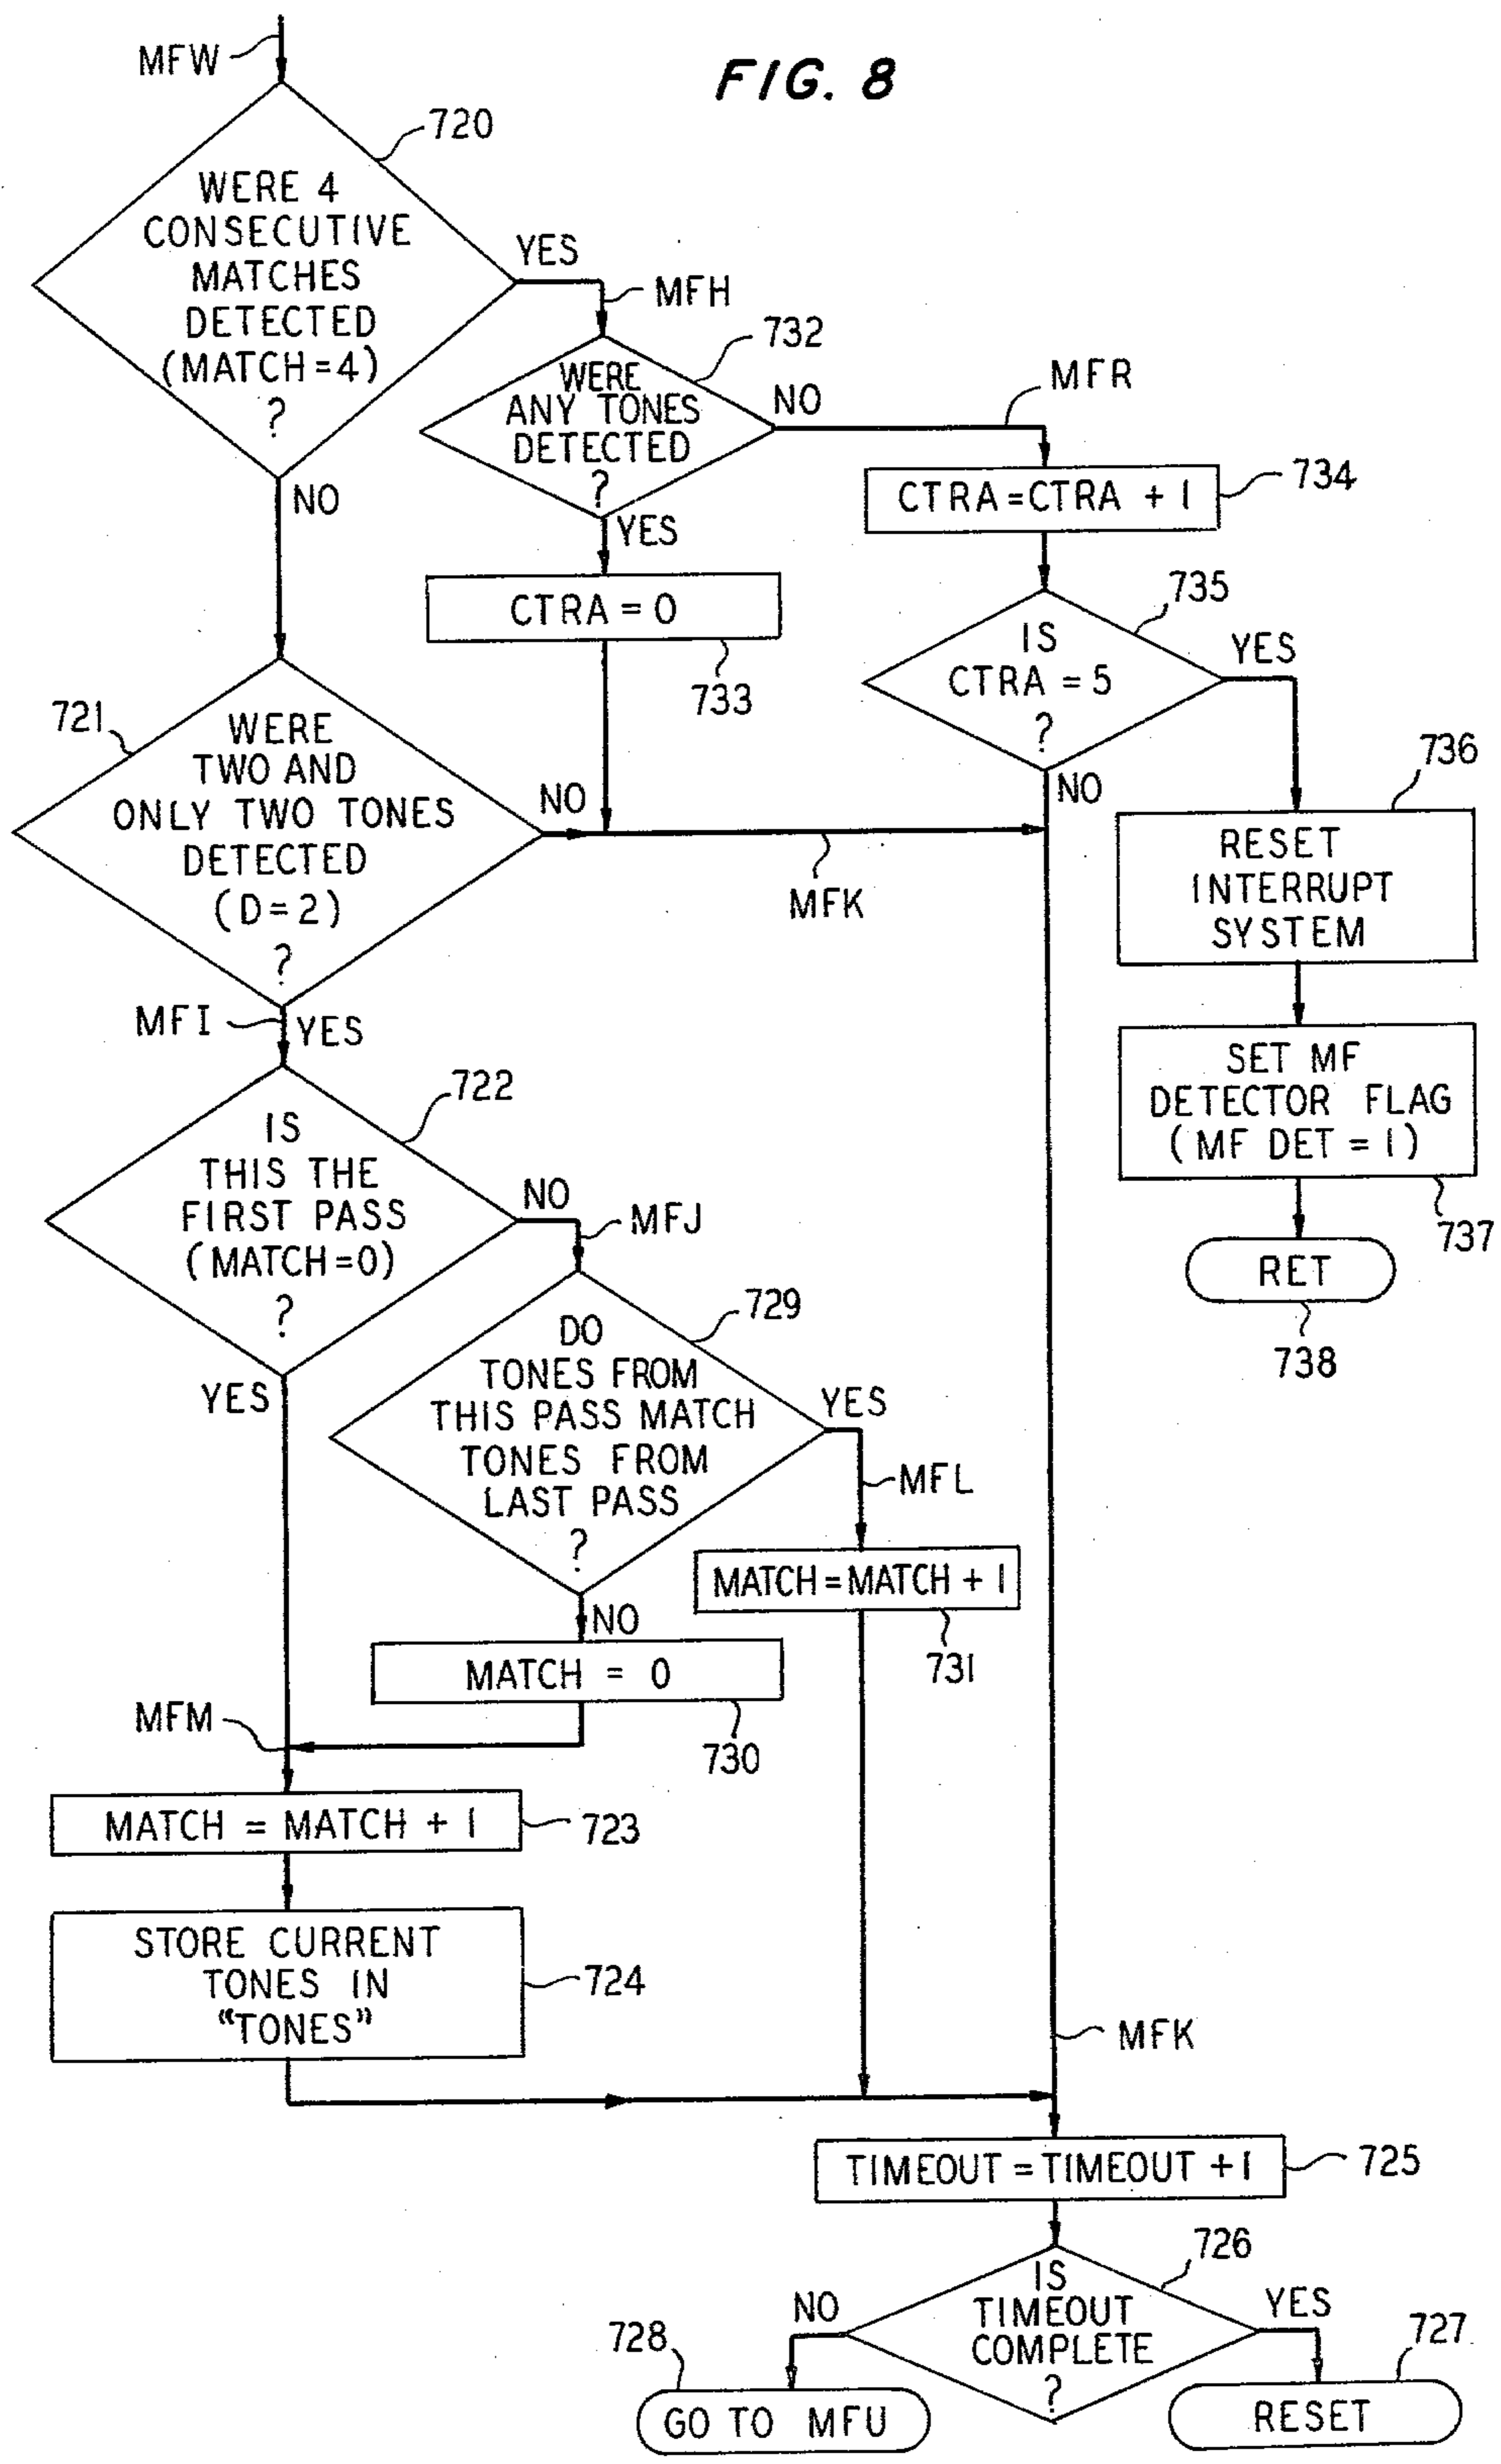 FIG. 8
MFW
720
WERE 4
CONSECUTIVE
MATCHES
DETECTED
(MATCH=4)
?
YES
MFH
NO
732
WERE
ANY TONES
DETECTED
?
NO
MFR
YES
734
CTRA=CTRA + 1
CTRA = 0
733
735
IS
CTRA = 5
?
YES
NO
721
WERE
TWO AND
ONLY TWO TONES
DETECTED
(D=2)
?
NO
MFK
736
RESET
INTERRUPT
SYSTEM
MFI
YES
SET MF
DETECTOR FLAG
(MF DET = 1)
737
RET
738
722
IS
THIS THE
FIRST PASS
(MATCH=0)
?
NO
MFJ
YES
729
DO
TONES FROM
THIS PASS MATCH
TONES FROM
LAST PASS
?
YES
MFL
MATCH=MATCH + 1
731
NO
MATCH = 0
730
MFM
MATCH = MATCH + 1
723
STORE CURRENT
TONES IN
"TONES"
724
MFK
TIMEOUT = TIMEOUT +1
725
726
IS
TIMEOUT
COMPLETE
?
NO
YES
728
GO TO MFU
727
RESET